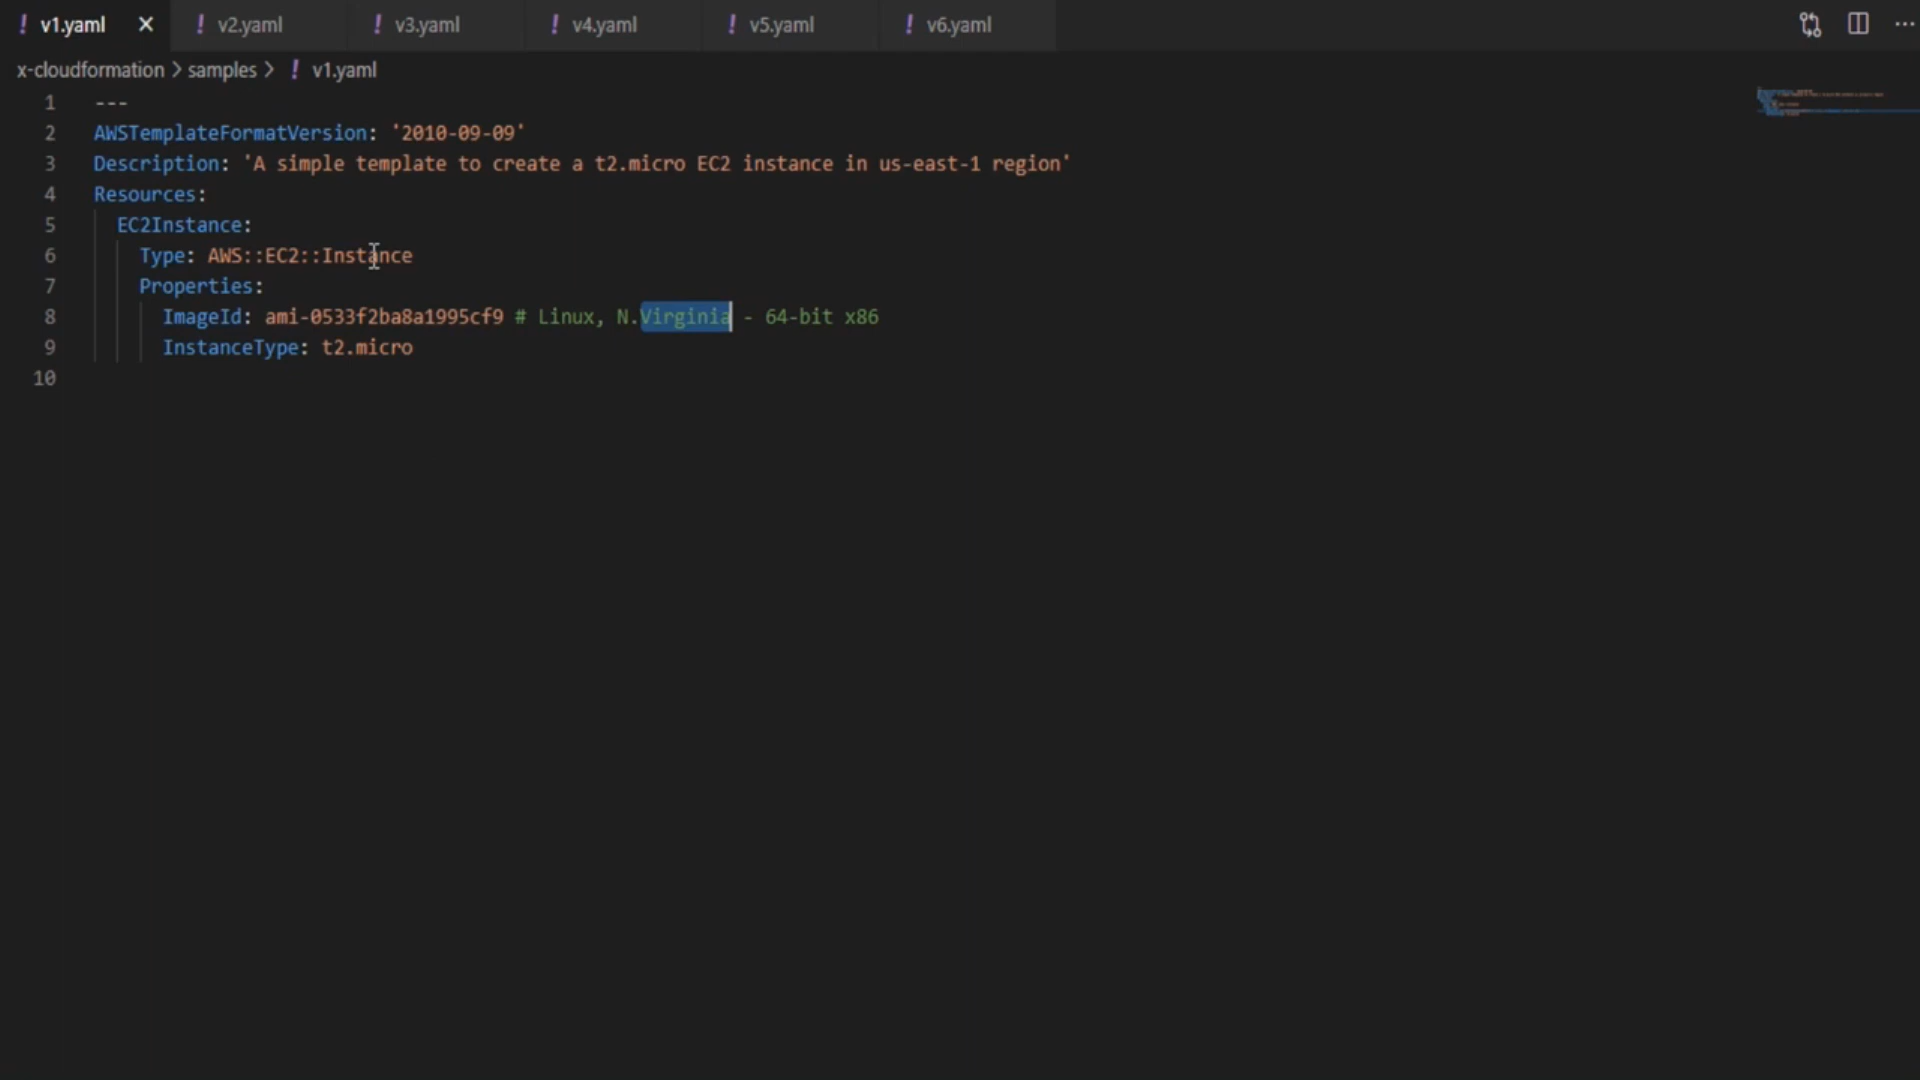 ! v1.yaml × ! v2.yaml ! v3.yaml ! v4.yaml ! v5.yaml ! v6.yaml
x-cloudformation > samples > ! v1.yaml
1 ---
2 AWSTemplateFormatVersion: '2010-09-09'
3 Description: 'A simple template to create a t2.micro EC2 instance in us-east-1 region'
4 Resources:
5 EC2Instance:
6 Type: AWS::EC2::Instance
7 Properties:
8 ImageId: ami-0533f2ba8a1995cf9 # Linux, N.Virginia - 64-bit x86
9 InstanceType: t2.micro
10